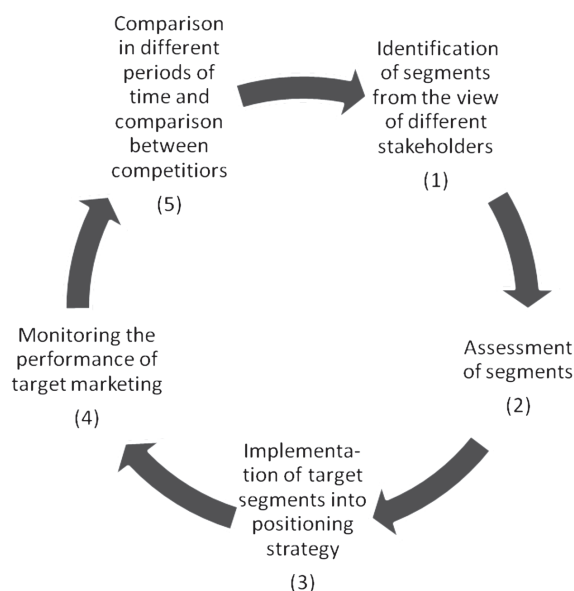 Identification
of segments
from the view
of different
stakeholders
(1)
Assessment
of segments
(2)
Implementa-
tion of target
segments into
positioning
strategy
(3)
Monitoring the
performance of
target marketing
(4)
Comparison
in different
periods of
time and
comparison
between
competitiors
(5)